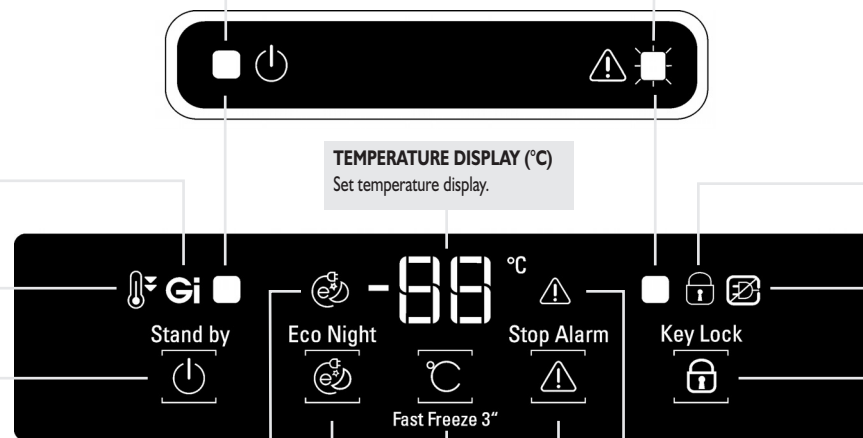 TEMPERATURE DISPLAY (°C)
Set temperature display.
-88 °C
Gi
Stand by
Eco Night
Stop Alarm
Key Lock
°C
Fast Freeze 3“